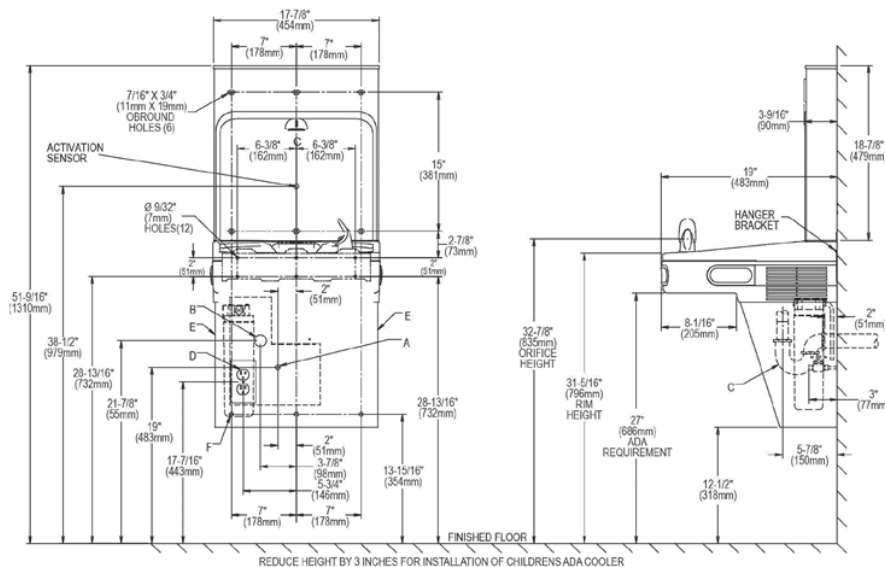 17-7/8"
(454mm)
7"
(178mm)
7"
(178mm)
7/16" X 3/4"
(11mm X 19mm)
OBROUND
HOLES (6)
ACTIVATION
SENSOR
6-3/8"
(162mm)
6-3/8"
(162mm)
C
15"
(381mm)
Ø 9/32"
(7mm)
HOLES(12)
2-7/8"
(73mm)
2"
(51mm)
2"
(51mm)
2"
(51mm)
B
E
E
A
D
F
51-9/16"
(1310mm)
38-1/2"
(979mm)
28-13/16"
(732mm)
21-7/8"
(55mm)
19"
(483mm)
17-7/16"
(443mm)
2"
(51mm)
3-7/8"
(98mm)
5-3/4"
(146mm)
7"
(178mm)
7"
(178mm)
13-15/16"
(354mm)
28-13/16"
(732mm)
3-9/16"
(90mm)
18-7/8"
(479mm)
19"
(483mm)
HANGER
BRACKET
32-7/8"
(835mm)
ORIFICE
HEIGHT
31-5/16"
(796mm)
RIM
HEIGHT
27"
(686mm)
ADA
REQUIREMENT
8-1/16"
(205mm)
2"
(51mm)
C
3"
(77mm)
5-7/8"
(150mm)
12-1/2"
(318mm)
FINISHED FLOOR
REDUCE HEIGHT BY 3 INCHES FOR INSTALLATION OF CHILDRENS ADA COOLER